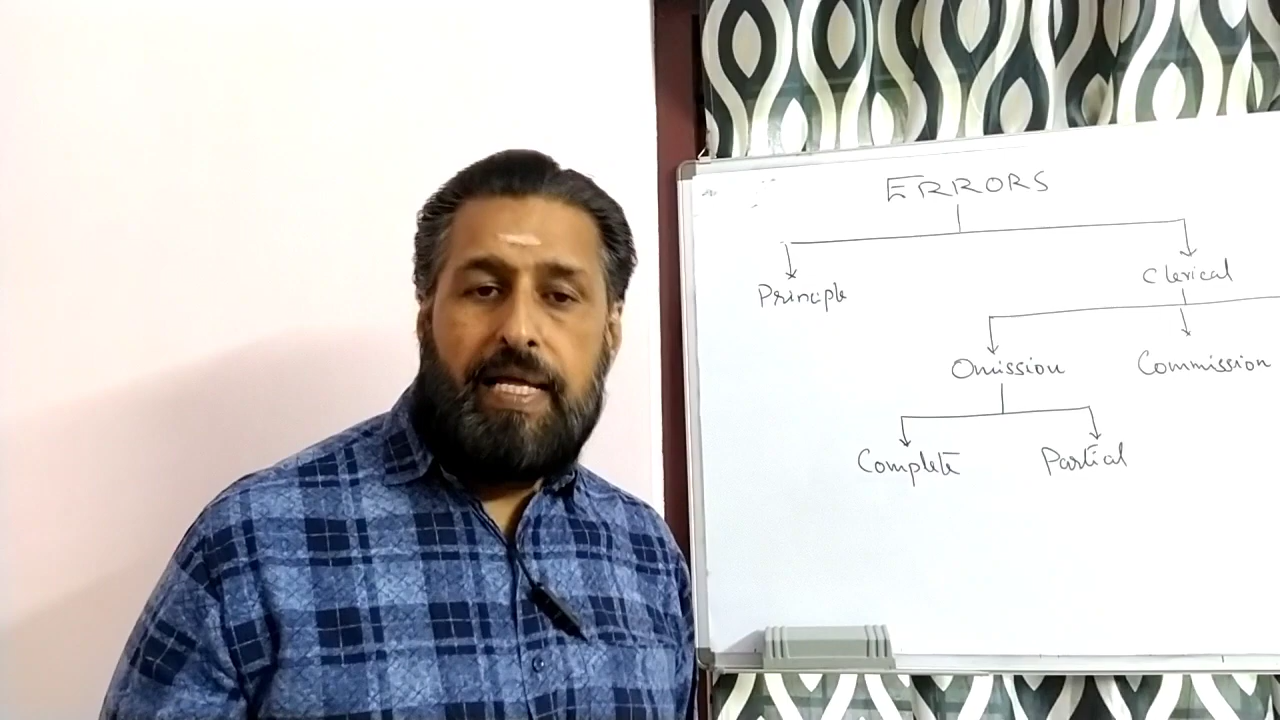 ERRORS
Principle
Clerical
Omission
Commission
Complete
Partial